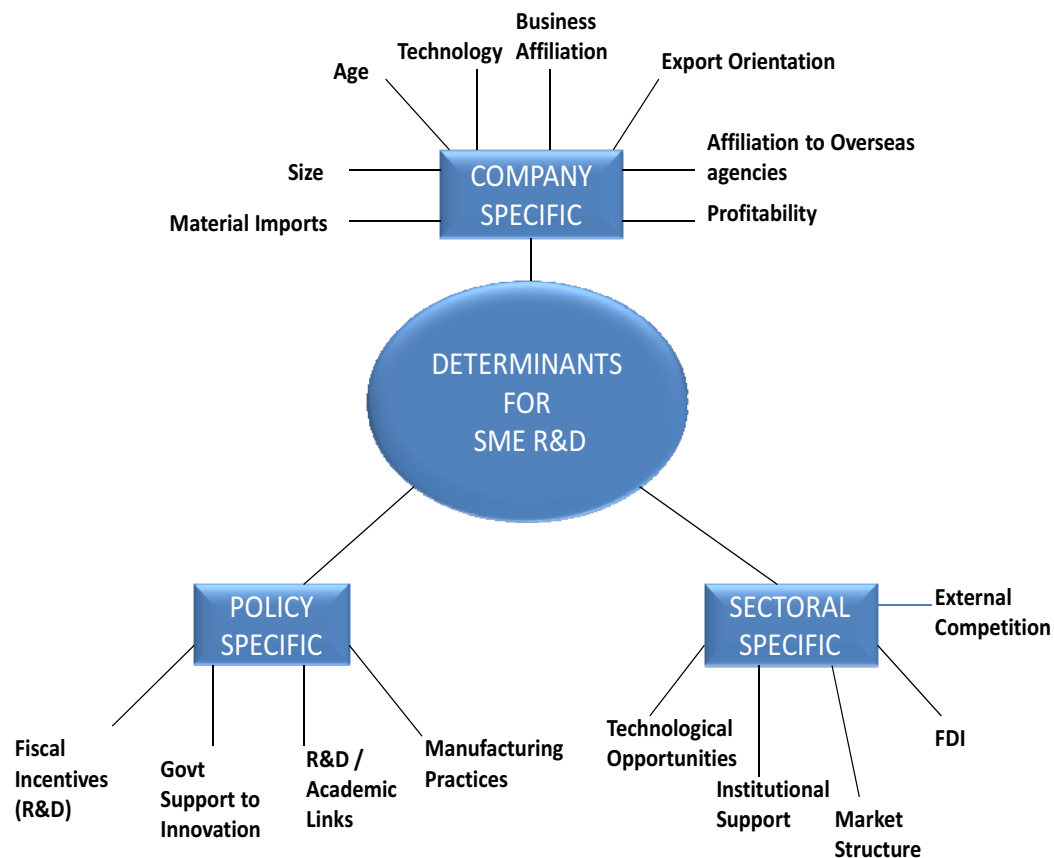 Business
Affiliation
Technology
Age
Export Orientation
Size
Material Imports
COMPANY
SPECIFIC
Affiliation to Overseas
agencies
Profitability
DETERMINANTS
FOR
SME R&D
POLICY
SPECIFIC
Fiscal
Incentives
(R&D)
Govt
Support to
Innovation
R&D /
Academic
Links
Manufacturing
Practices
SECTORAL
SPECIFIC
External
Competition
FDI
Technological
Opportunities
Institutional
Support
Market
Structure